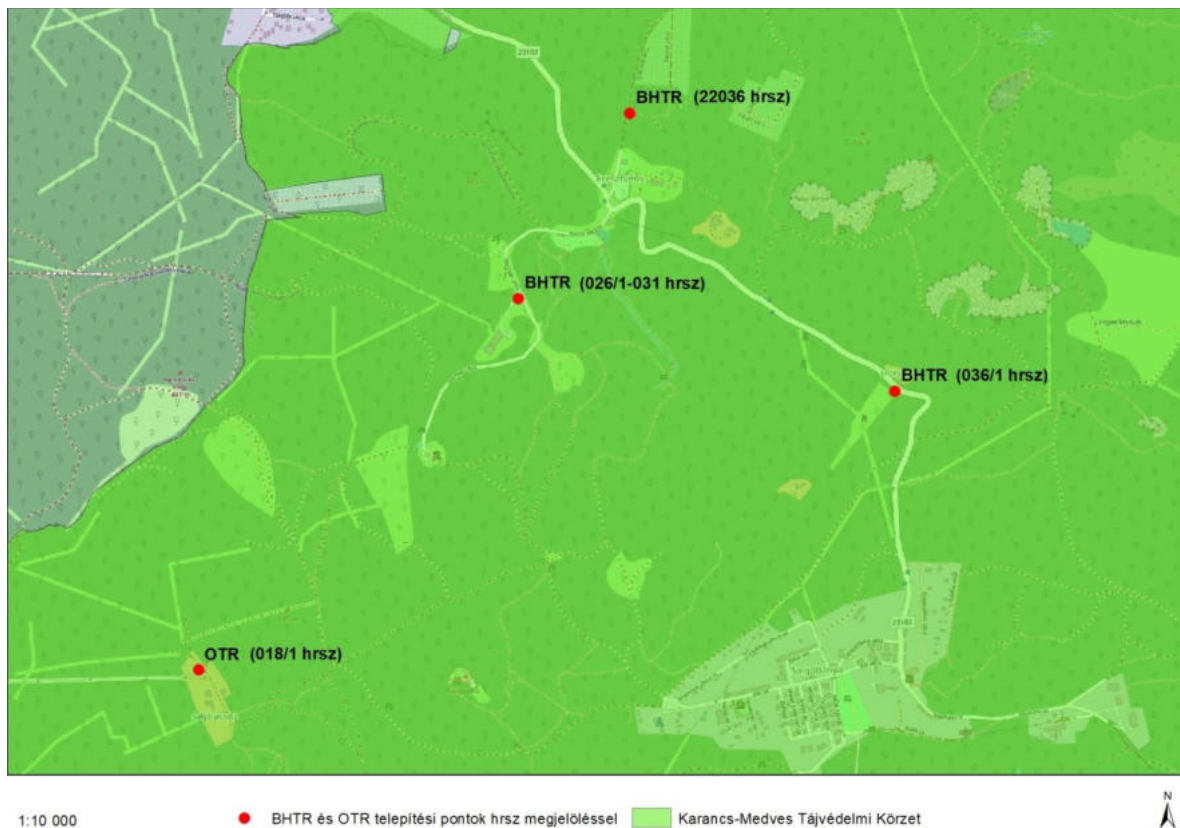 BHTR (22036 hrsz)
BHTR (026/1-031 hrsz)
BHTR (036/1 hrsz)
OTR (018/1 hrsz)
1:10 000
BHTR és OTR telepítési pontok hrsz megjelöléssel
Karancs-Medves Tájvédelmi Körzet
N